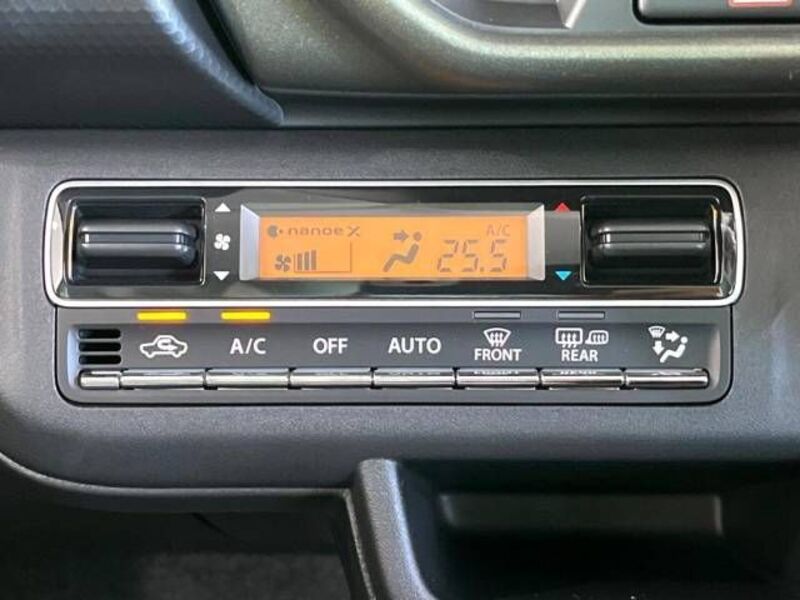 nanoe X
A/C
25.5
A/C
OFF
AUTO
FRONT
REAR